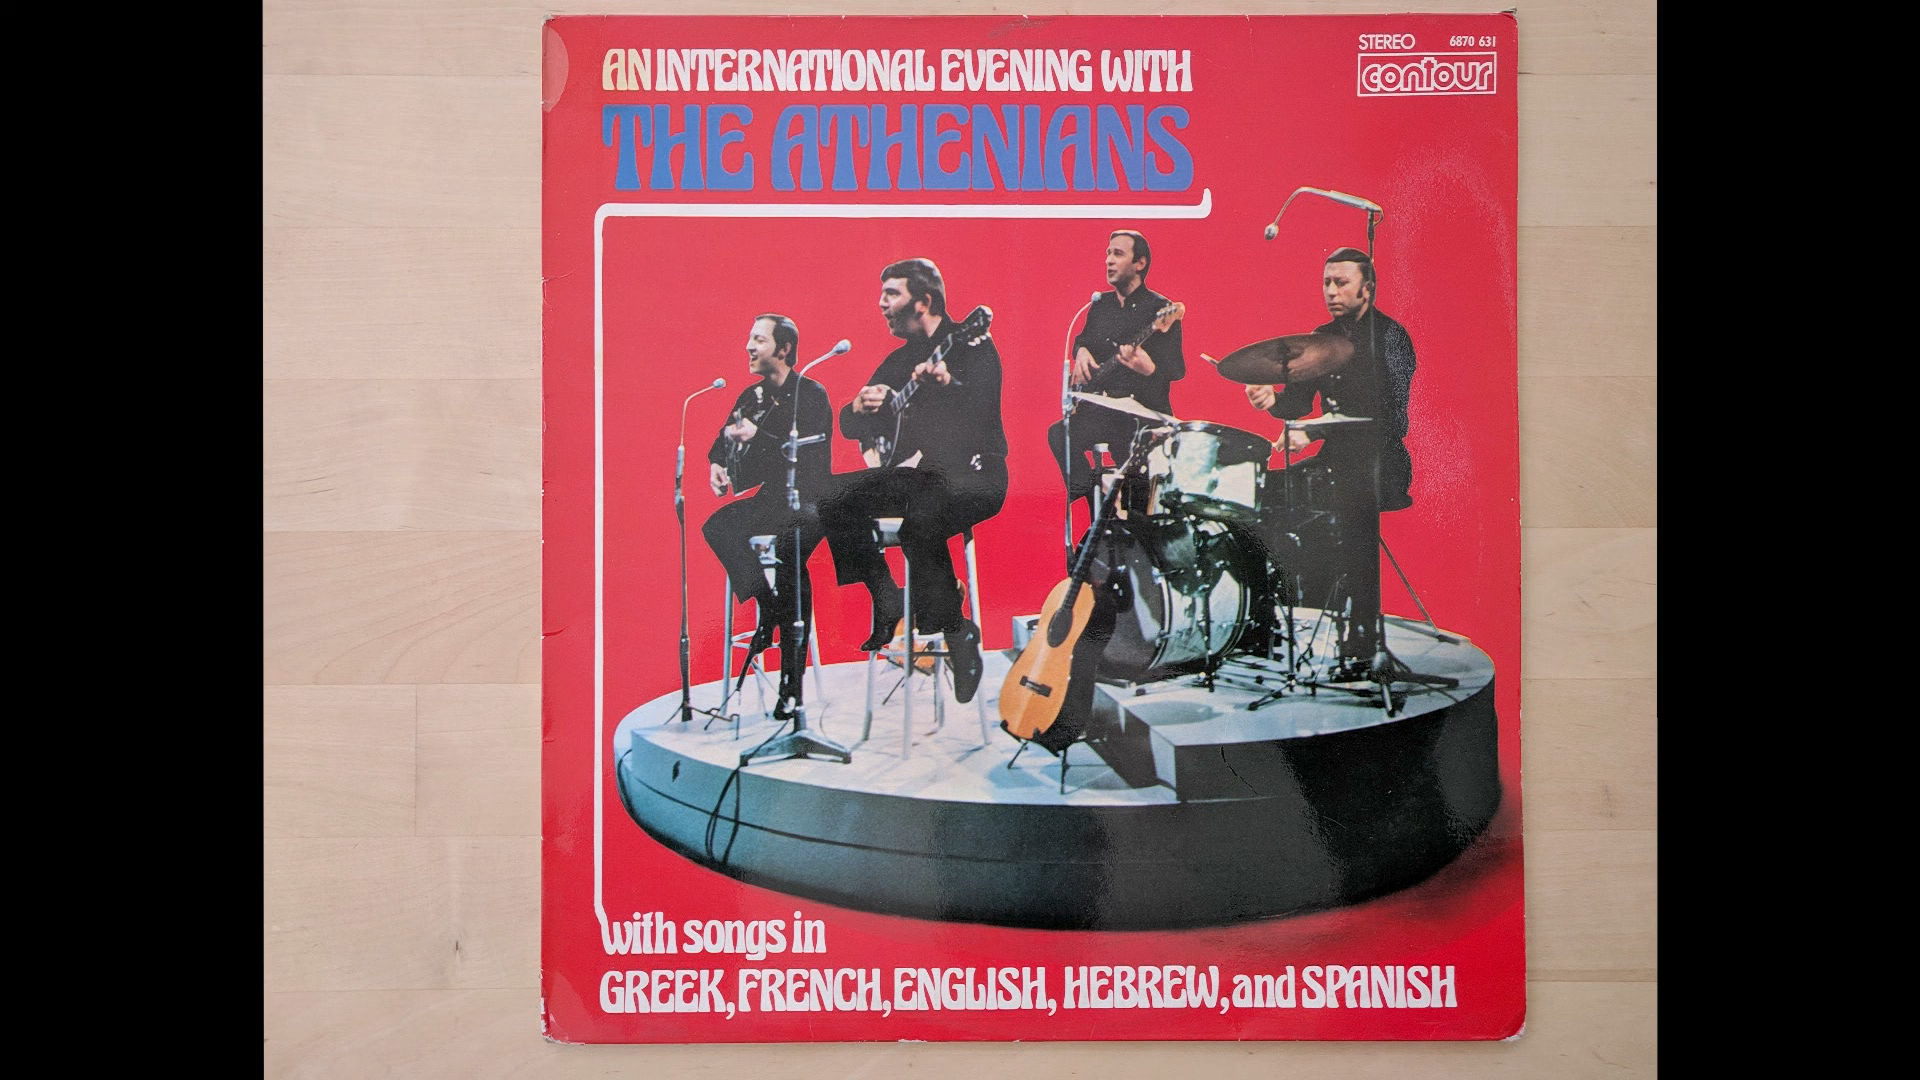 AN INTERNATIONAL EVENING WITH
THE ATHENIANS
STEREO 6870 631
contour
with songs in
GREEK, FRENCH, ENGLISH, HEBREW, and SPANISH